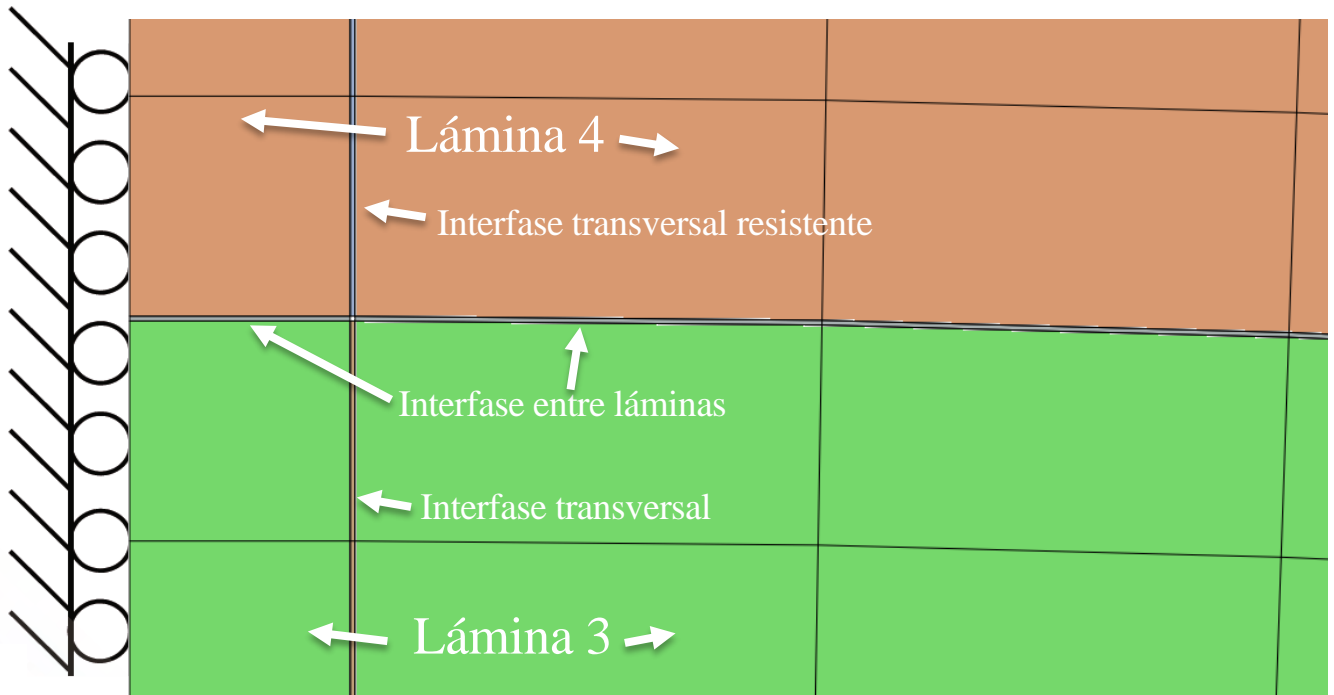 Lámina 4
Interfase transversal resistente
Interfase entre láminas
Interfase transversal
Lámina 3